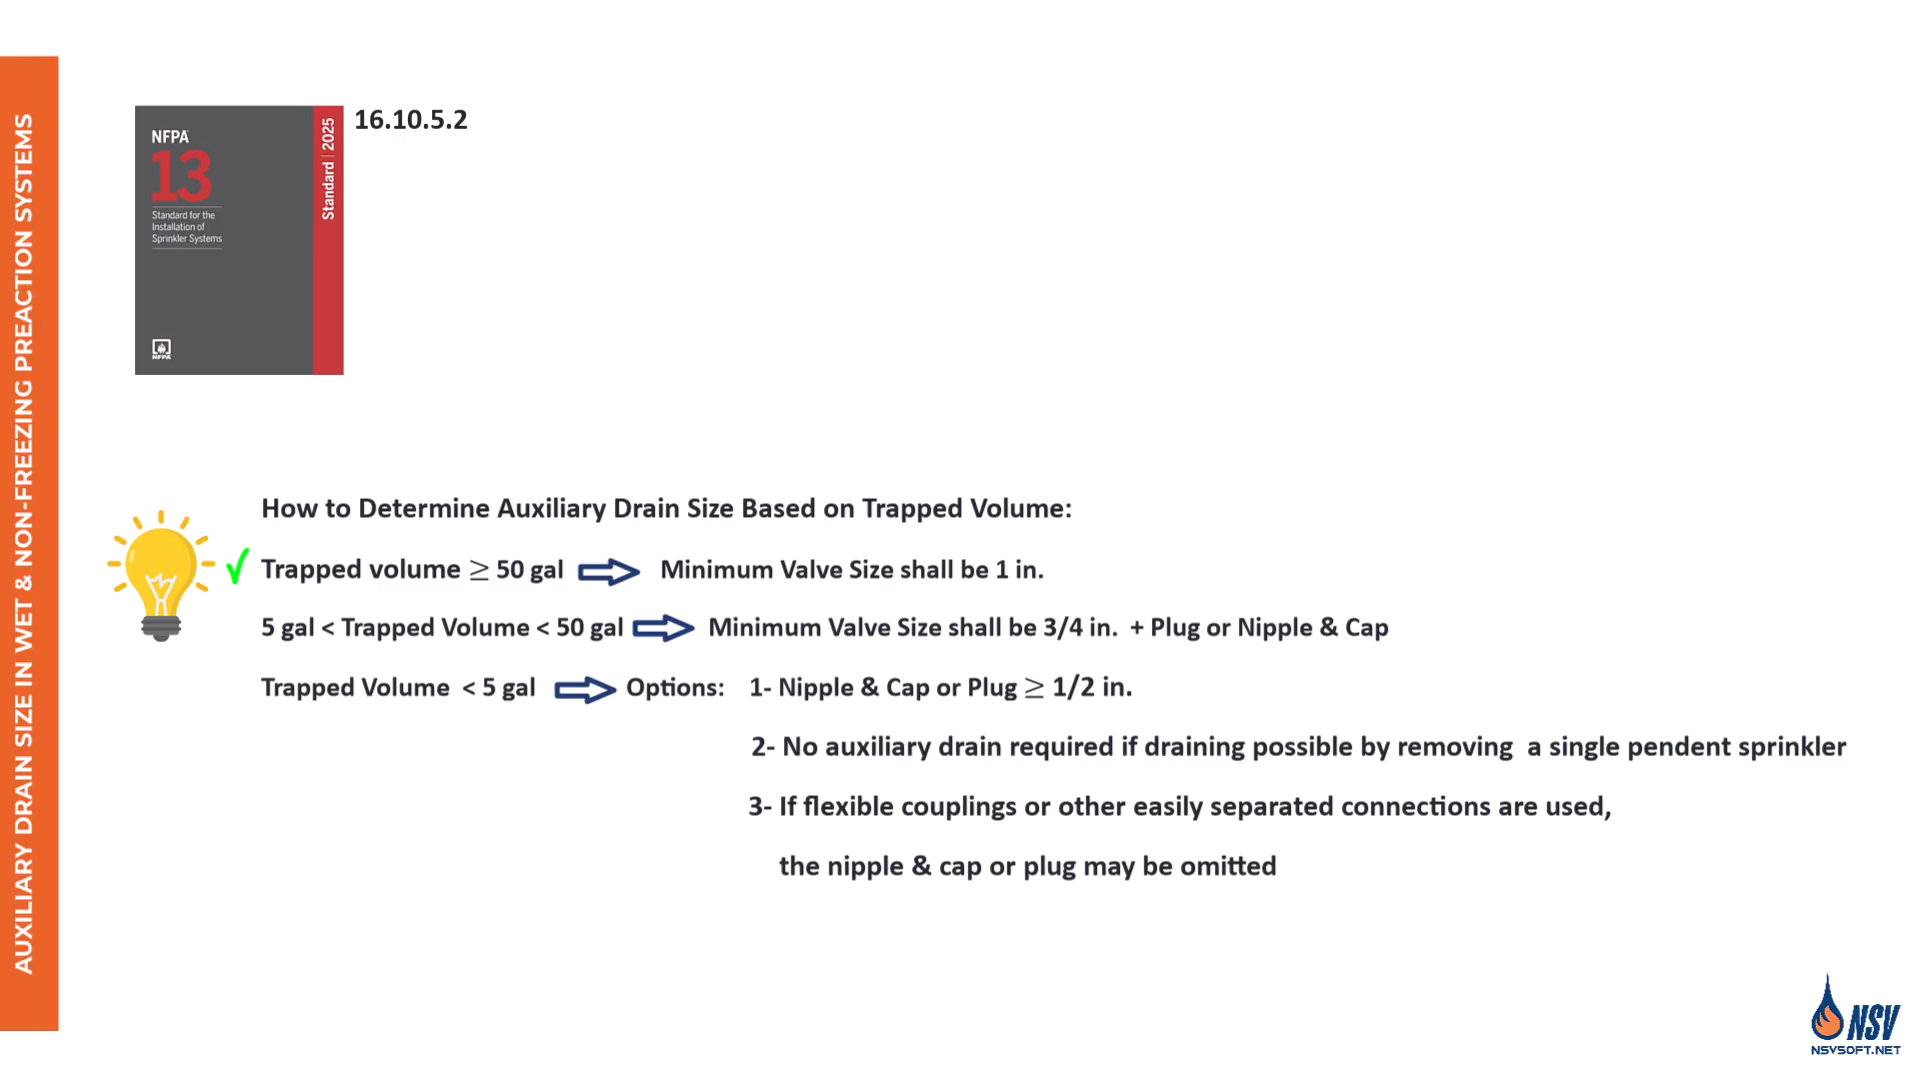 AUXILIARY DRAIN SIZE IN WET & NON-FREEZING PREACTION SYSTEMS
NFPA
13
Standard for the
Installation of
Sprinkler Systems
NFPA
Standard | 2025
16.10.5.2
How to Determine Auxiliary Drain Size Based on Trapped Volume:
Trapped volume ≥ 50 gal Minimum Valve Size shall be 1 in.
5 gal < Trapped Volume < 50 gal Minimum Valve Size shall be 3/4 in. + Plug or Nipple & Cap
Trapped Volume < 5 gal Options: 1- Nipple & Cap or Plug ≥ 1/2 in.
2- No auxiliary drain required if draining possible by removing a single pendent sprinkler
3- If flexible couplings or other easily separated connections are used,
the nipple & cap or plug may be omitted
NSV
NSVSOFT.NET